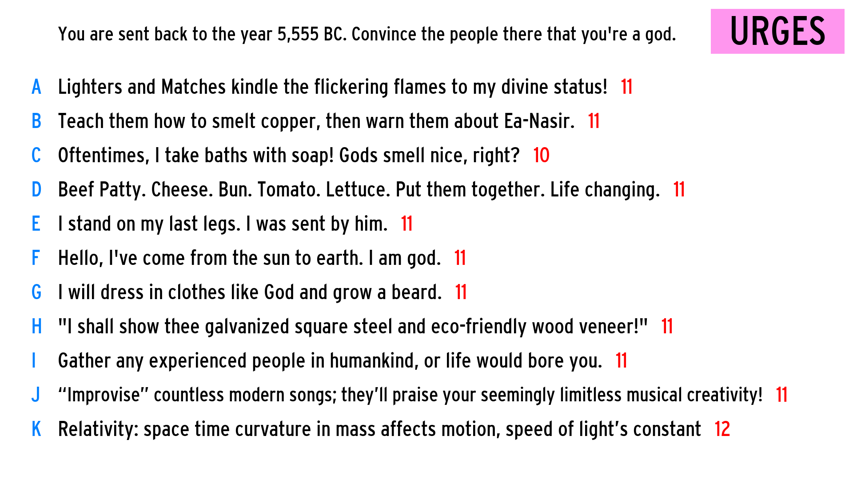 You are sent back to the year 5,555 BC. Convince the people there that you're a god.
URGES
A Lighters and Matches kindle the flickering flames to my divine status! 11
B Teach them how to smelt copper, then warn them about Ea-Nasir. 11
C Oftentimes, I take baths with soap! Gods smell nice, right? 10
D Beef Patty. Cheese. Bun. Tomato. Lettuce. Put them together. Life changing. 11
E I stand on my last legs. I was sent by him. 11
F Hello, I've come from the sun to earth. I am god. 11
G I will dress in clothes like God and grow a beard. 11
H "I shall show thee galvanized square steel and eco-friendly wood veneer!" 11
I Gather any experienced people in humankind, or life would bore you. 11
J “Improvise” countless modern songs; they’ll praise your seemingly limitless musical creativity! 11
K Relativity: space time curvature in mass affects motion, speed of light’s constant 12